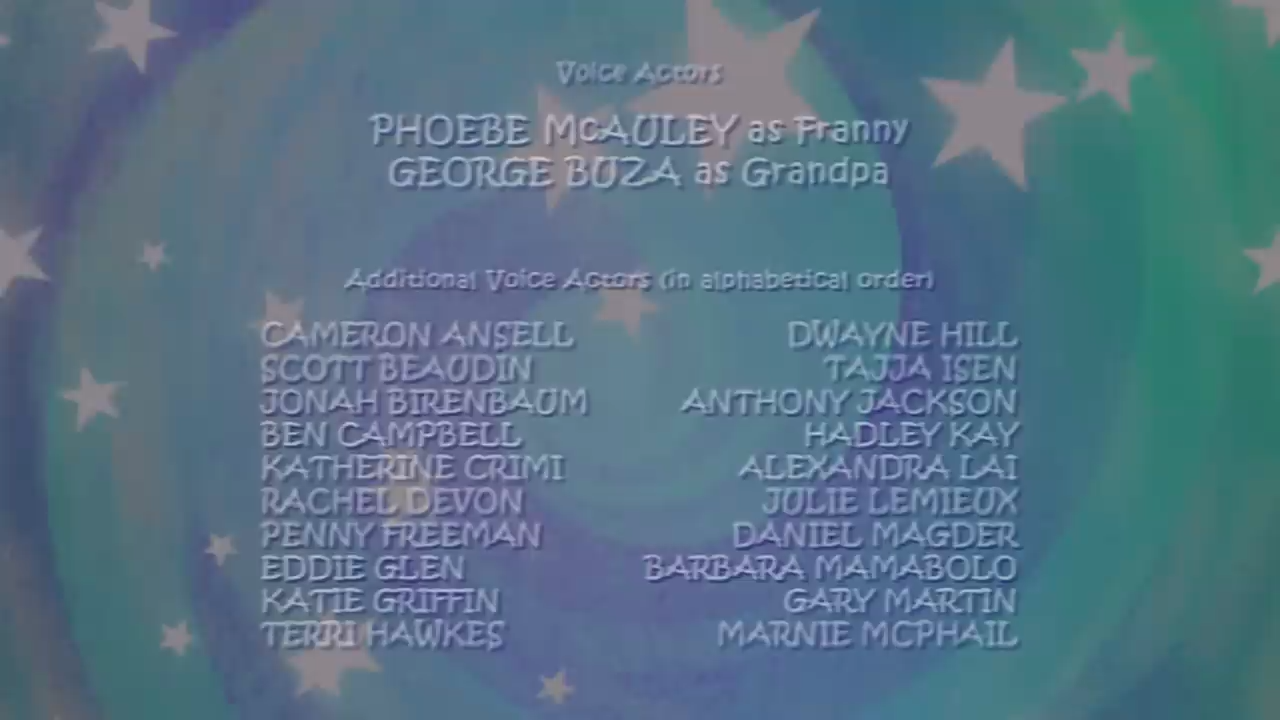 Voice Actors
PHOEBE McAULEY as Franny
GEORGE BUZA as Grandpa
Additional Voice Actors (in alphabetical order)
CAMERON ANSELL DWAYNE HILL
SCOTT BEAUDIN TAJJA ISEN
JONAH BIRENBAUM ANTHONY JACKSON
BEN CAMPBELL HADLEY KAY
KATHERINE CRIMI ALEXANDRA LAI
RACHEL DEVON JULIE LEMIEUX
PENNY FREEMAN DANIEL MAGDER
EDDIE GLEN BARBARA MAMABOLO
KATIE GRIFFIN GARY MARTIN
TERRI HAWKES MARNIE MCPHAIL